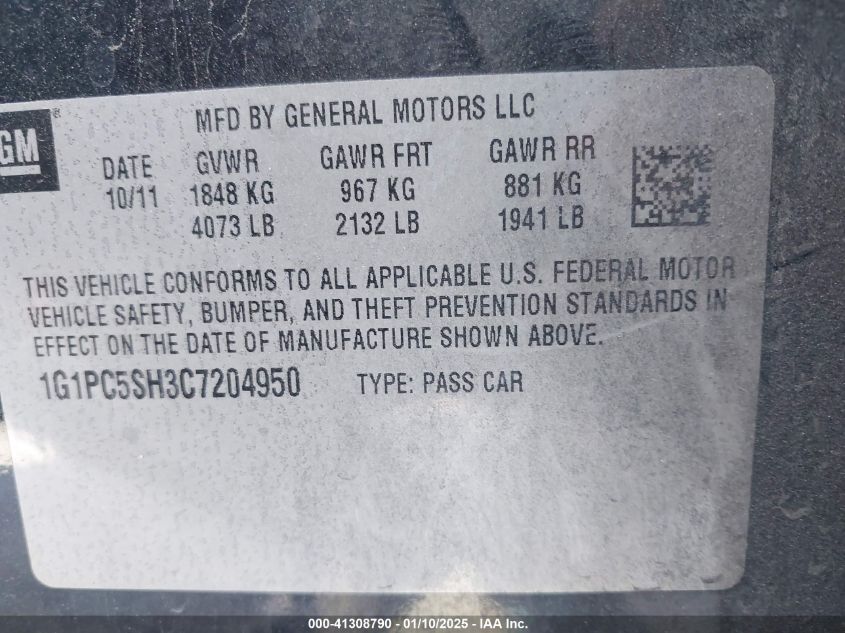 MFD BY GENERAL MOTORS LLC
GM ®
DATE GVWR GAWR FRT GAWR RR
10/11 1848 KG 967 KG 881 KG
4073 LB 2132 LB 1941 LB
THIS VEHICLE CONFORMS TO ALL APPLICABLE U.S. FEDERAL MOTOR
VEHICLE SAFETY, BUMPER, AND THEFT PREVENTION STANDARDS IN
EFFECT ON THE DATE OF MANUFACTURE SHOWN ABOVE.
1G1PC5SH3C7204950 TYPE: PASS CAR
000-41308790 — 01/10/2025 — IAA Inc.